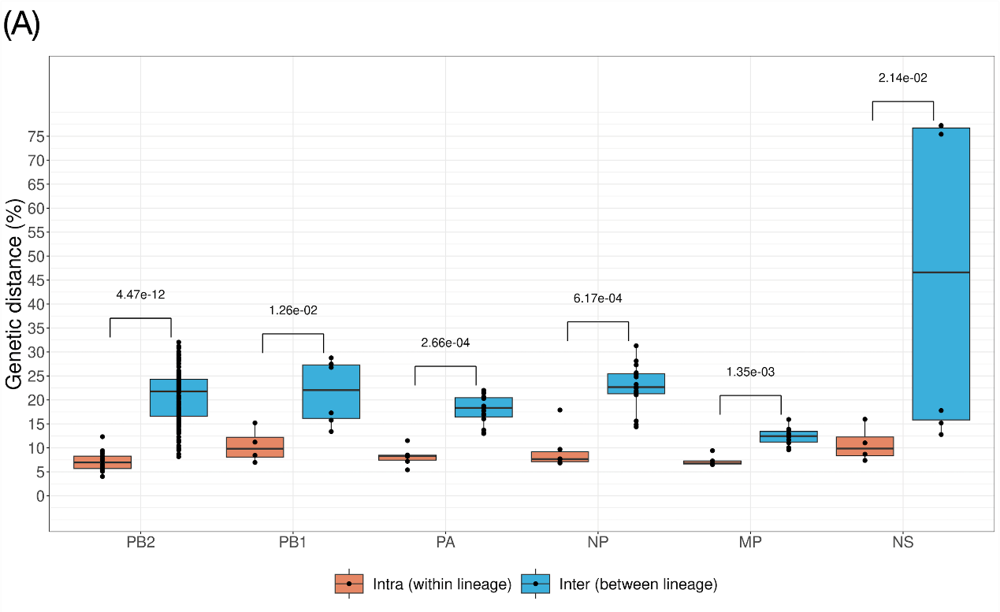 (A)
2.14e-02
4.47e-12
1.26e-02
2.66e-04
6.17e-04
1.35e-03
Genetic distance (%)
75
70
65
60
55
50
45
40
35
30
25
20
15
10
5
0
PB2 PB1 PA NP MP NS
Intra (within lineage) Inter (between lineage)